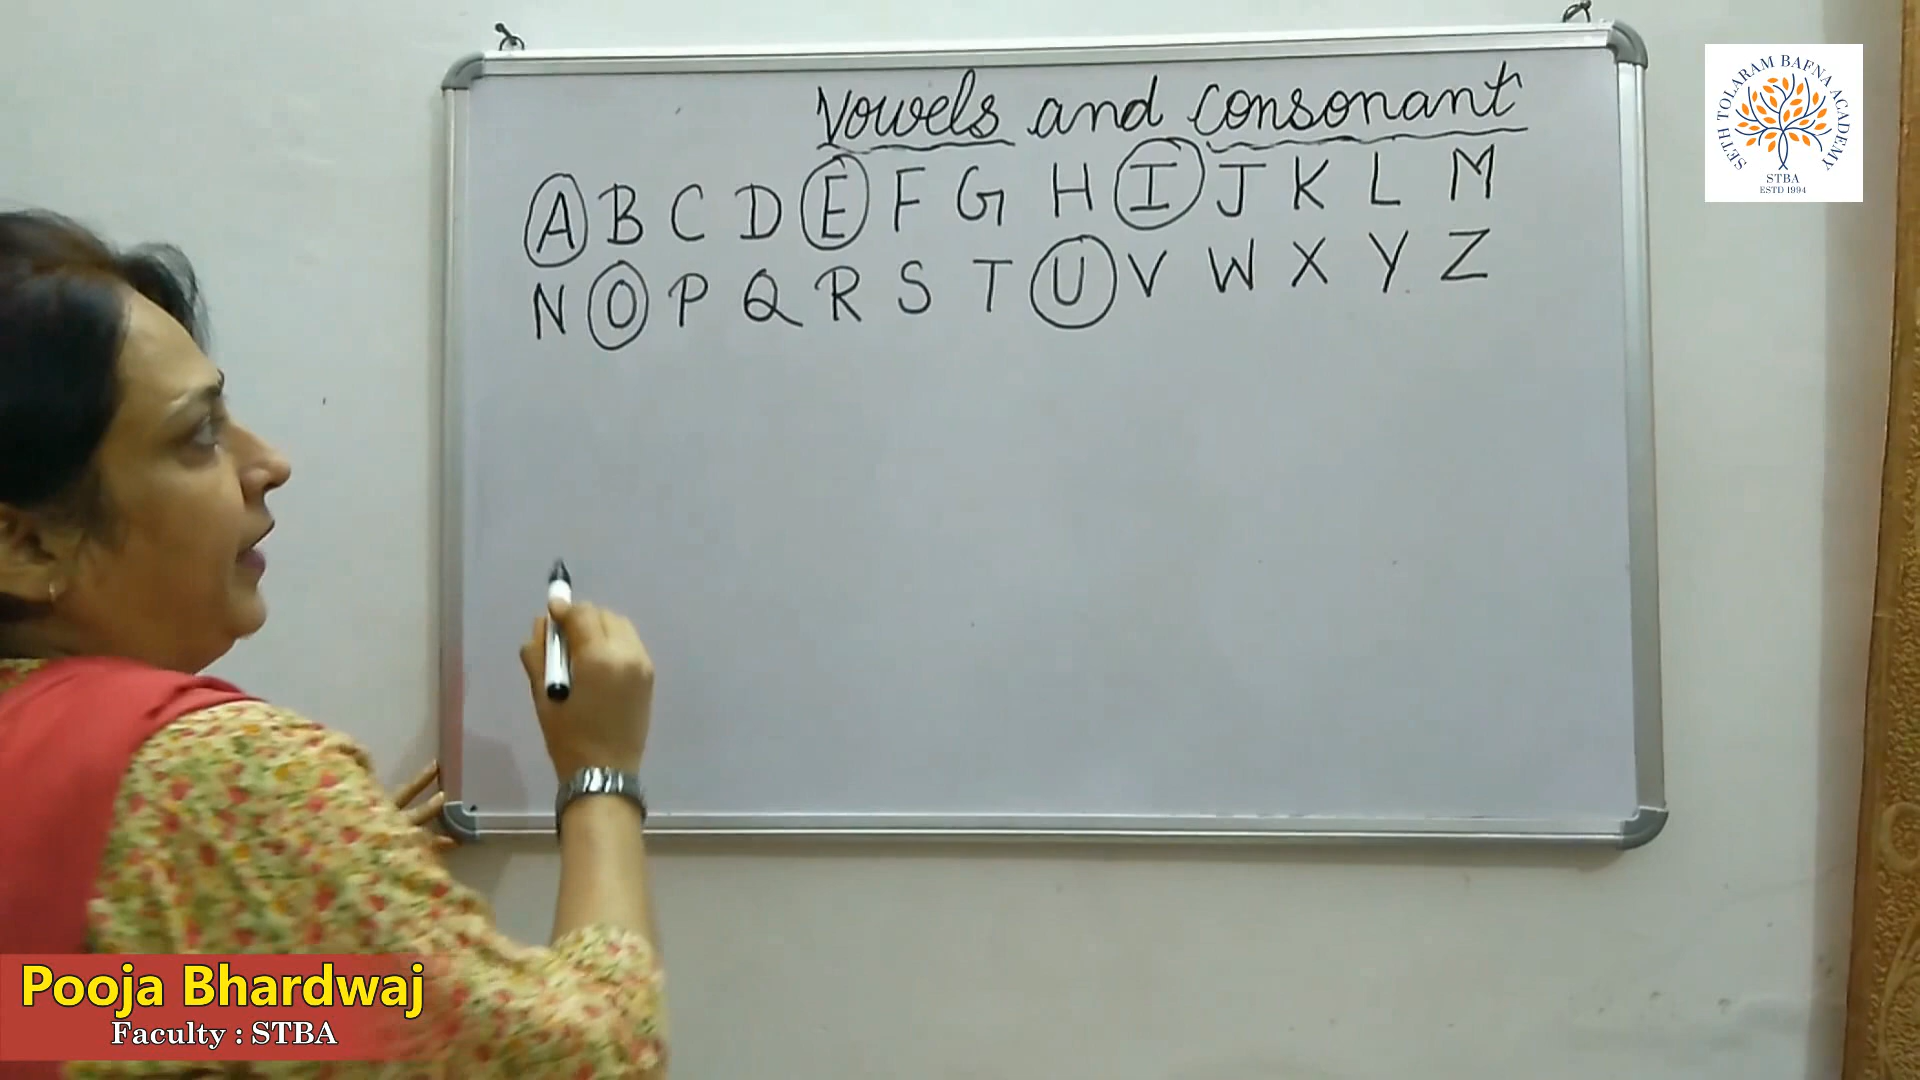 Vowels and consonant
A B C D E F G H I J K L M
N O P Q R S T U V W X Y Z
SETH TOLARAM BAFNA ACADEMY
STBA
ESTD 1994
Pooja Bhardwaj
Faculty : STBA